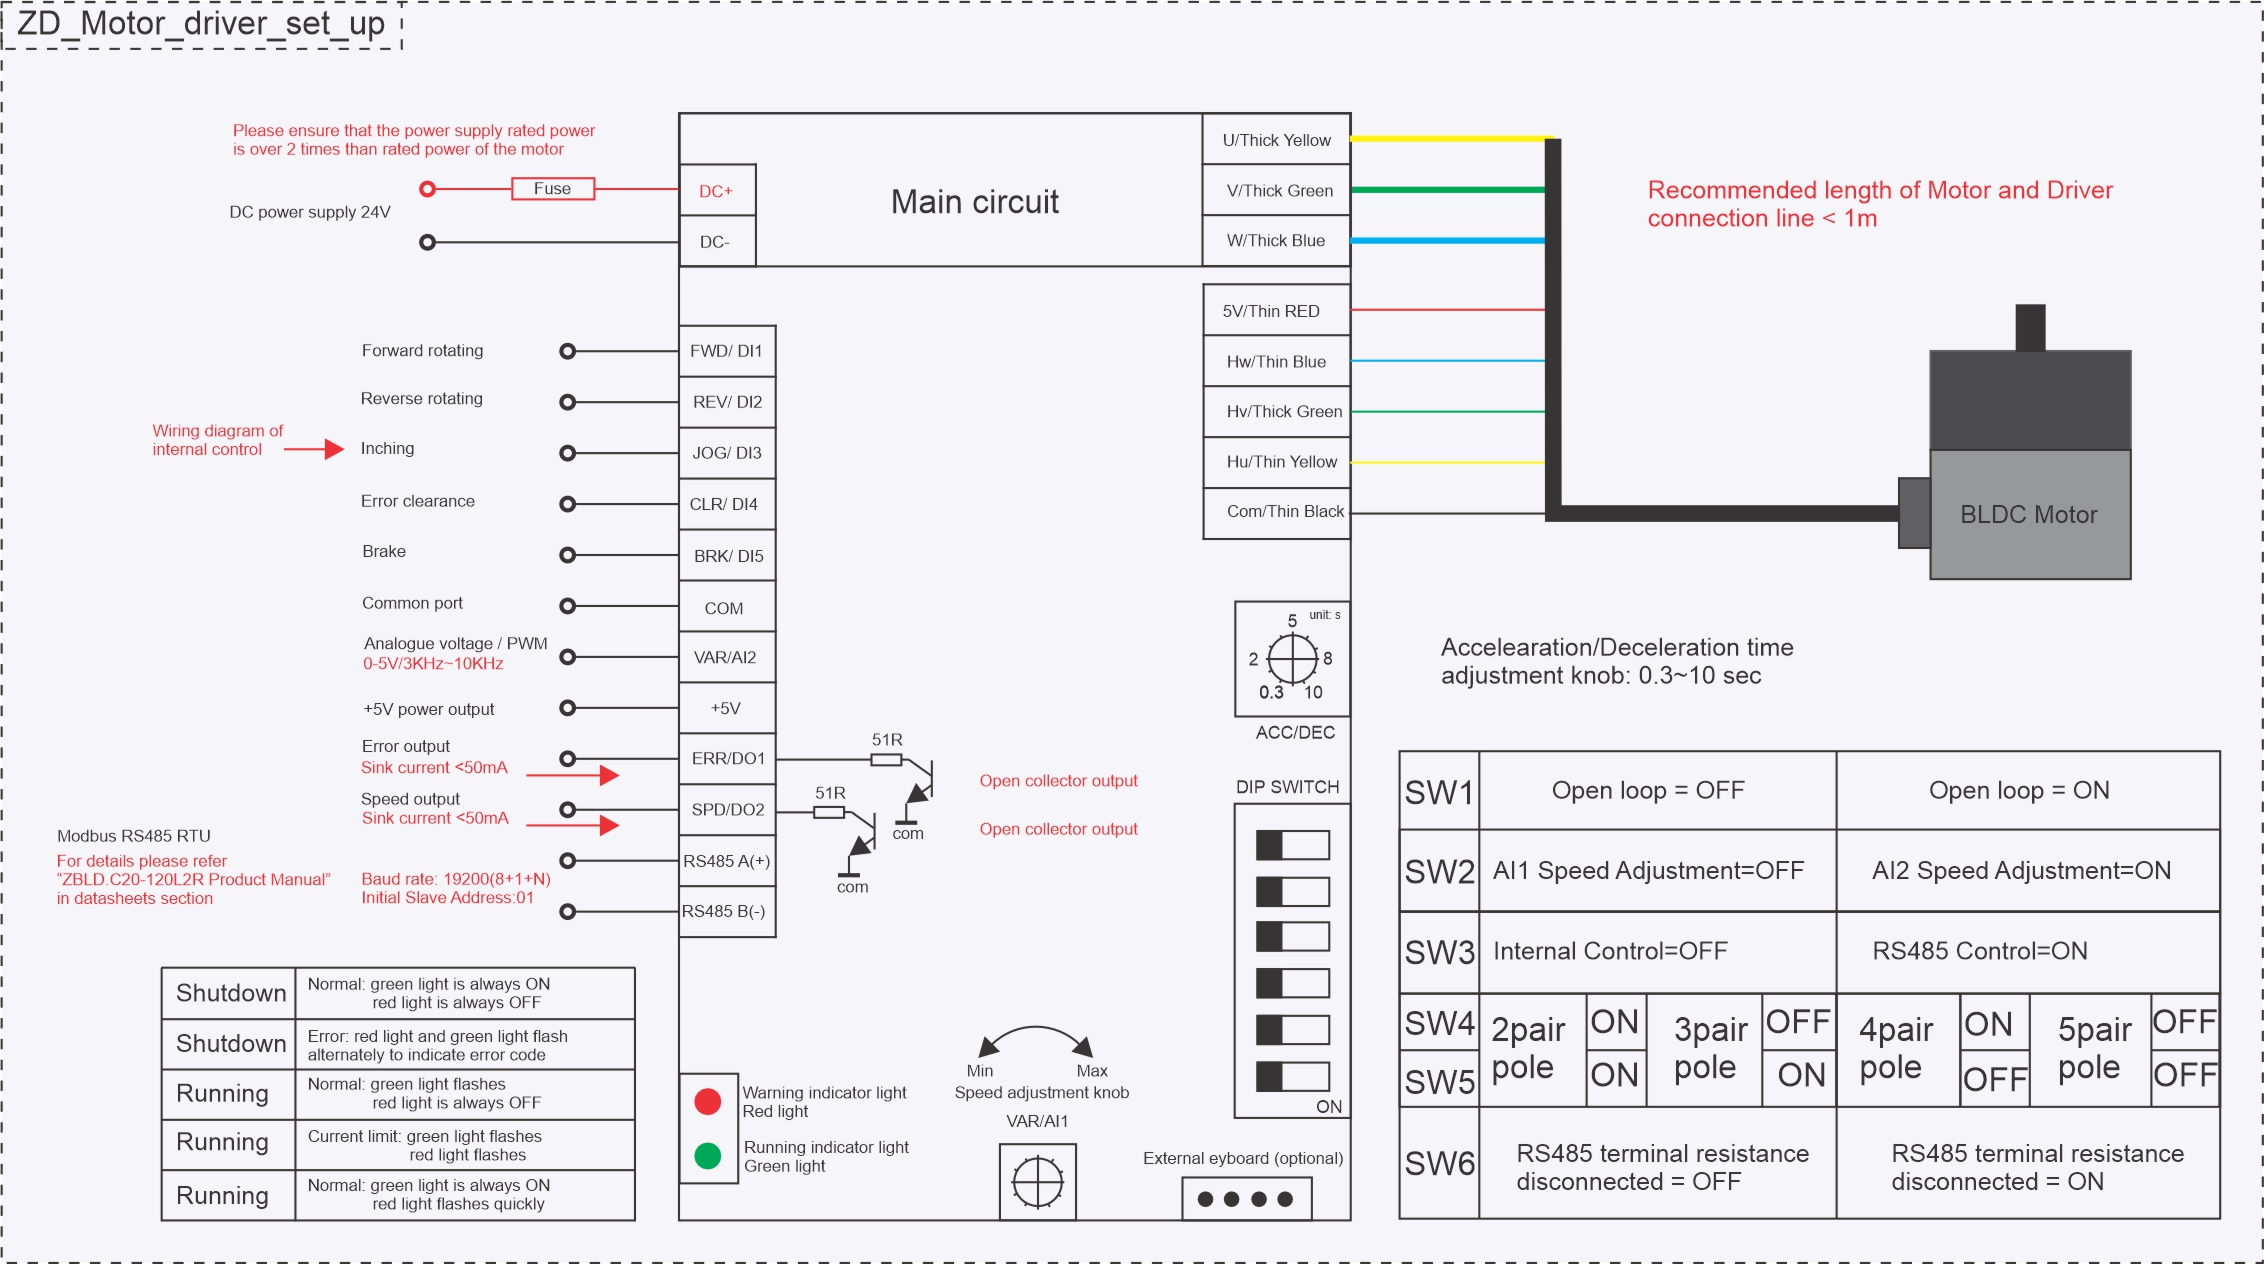 ZD_Motor_driver_set_up
Please ensure that the power supply rated power
is over 2 times than rated power of the motor
Fuse
DC power supply 24V
DC+
DC-
Main circuit
U/Thick Yellow
V/Thick Green
W/Thick Blue
Recommended length of Motor and Driver
connection line < 1m
5V/Thin RED
Hw/Thin Blue
Hv/Thick Green
Hu/Thin Yellow
Com/Thin Black
BLDC Motor
Forward rotating
FWD/ DI1
Reverse rotating
REV/ DI2
Wiring diagram of
internal control
Inching
JOG/ DI3
Error clearance
CLR/ DI4
Brake
BRK/ DI5
Common port
COM
Analogue voltage / PWM
0-5V/3KHz~10KHz
VAR/AI2
+5V power output
+5V
Error output
Sink current <50mA
ERR/DO1
Speed output
Sink current <50mA
SPD/DO2
51R
51R
com
com
Open collector output
Open collector output
Modbus RS485 RTU
For details please refer
“ZBLD.C20-120L2R Product Manual”
in datasheets section
Baud rate: 19200(8+1+N)
Initial Slave Address:01
RS485 A(+)
RS485 B(-)
5
unit: s
2
8
0.3
10
ACC/DEC
Accelearation/Deceleration time
adjustment knob: 0.3~10 sec
DIP SWITCH
ON
SW1
Open loop = OFF
Open loop = ON
SW2
AI1 Speed Adjustment=OFF
AI2 Speed Adjustment=ON
SW3
Internal Control=OFF
RS485 Control=ON
SW4
SW5
2pair
pole
ON
ON
3pair
pole
OFF
ON
4pair
pole
ON
OFF
5pair
pole
OFF
OFF
SW6
RS485 terminal resistance
disconnected = OFF
RS485 terminal resistance
disconnected = ON
Shutdown
Normal: green light is always ON
red light is always OFF
Shutdown
Error: red light and green light flash
alternately to indicate error code
Running
Normal: green light flashes
red light is always OFF
Running
Current limit: green light flashes
red light flashes
Running
Normal: green light is always ON
red light flashes quickly
Warning indicator light
Red light
Running indicator light
Green light
Min
Max
Speed adjustment knob
VAR/AI1
External eyboard (optional)